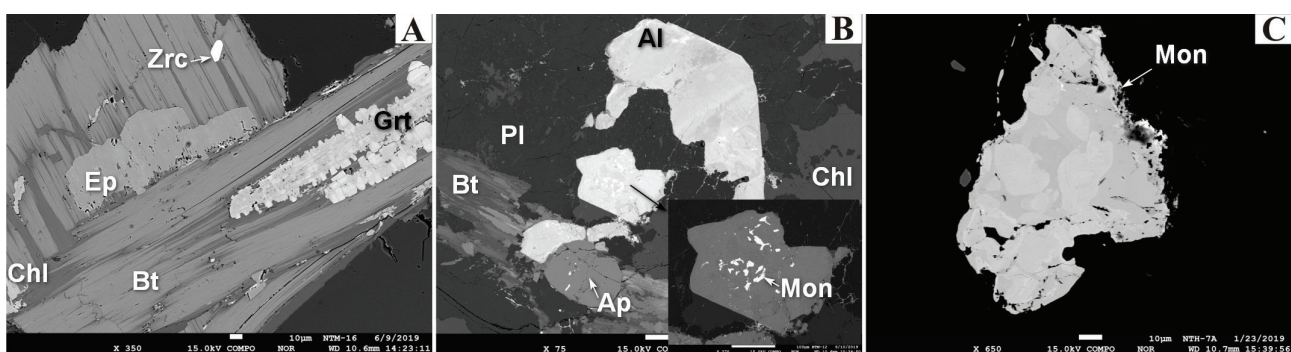 A
Zrc
Grt
Ep
Chl
Bt
10µm NTM-16 6/9/2019
X 350 15.0kV COMPO NOR WD 10.6mm 14:23:11
B
Al
Pl
Bt
Chl
Ap
Mon
X 75 15.0kV COMPO
C
Mon
10µm NTH-7A 1/23/2019
X 650 15.0kV COMPO NOR WD 10.7mm 15:39:56